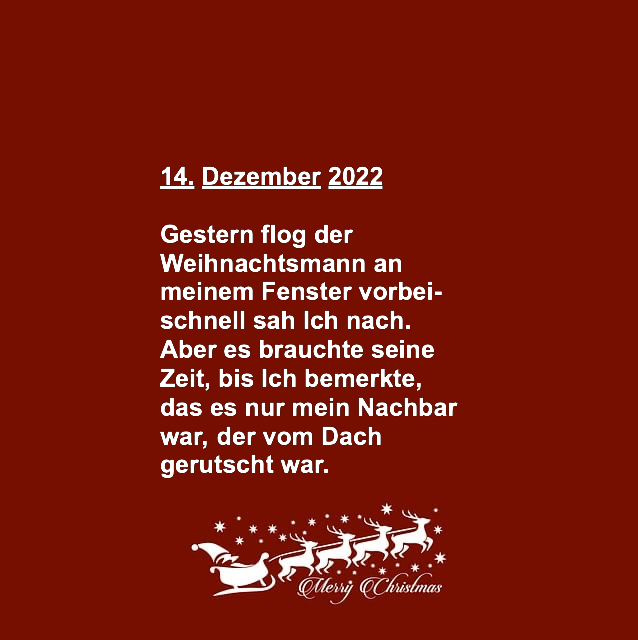 14. Dezember 2022
Gestern flog der
Weihnachtsmann an
meinem Fenster vorbei-
schnell sah Ich nach.
Aber es brauchte seine
Zeit, bis Ich bemerkte,
das es nur mein Nachbar
war, der vom Dach
gerutscht war.
Merry Christmas